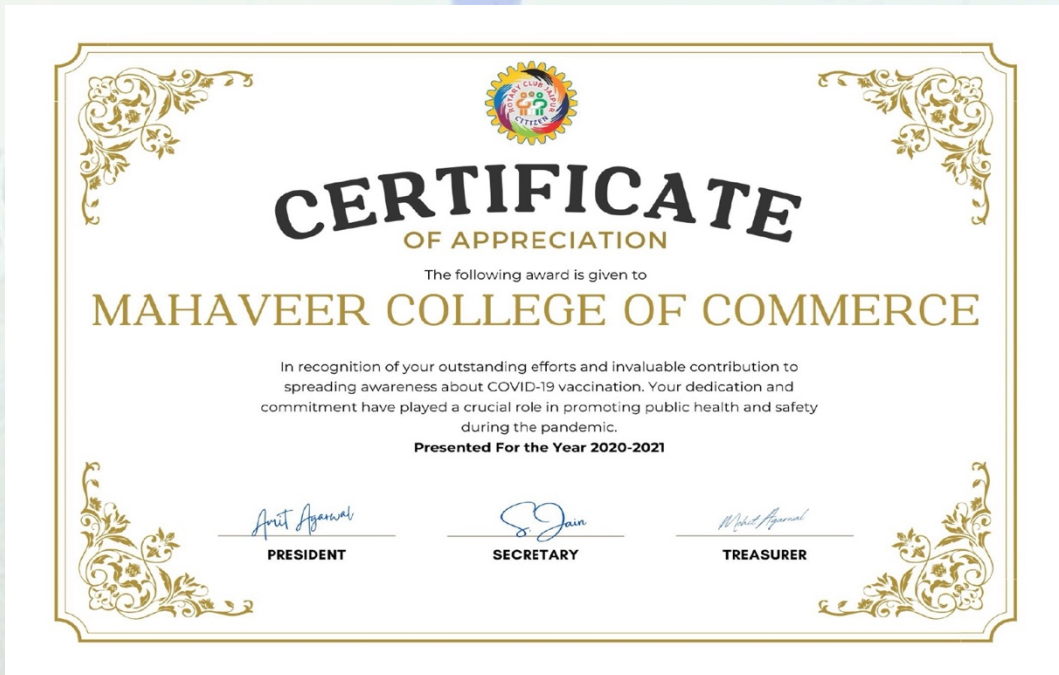 ROTARY CLUB JAIPUR
CITIZEN
CERTIFICATE
OF APPRECIATION
The following award is given to
MAHAVEER COLLEGE OF COMMERCE
In recognition of your outstanding efforts and invaluable contribution to
spreading awareness about COVID-19 vaccination. Your dedication and
commitment have played a crucial role in promoting public health and safety
during the pandemic.
Presented For the Year 2020-2021
Amit Agarwal S. Jain Mohit Agarwal
PRESIDENT SECRETARY TREASURER